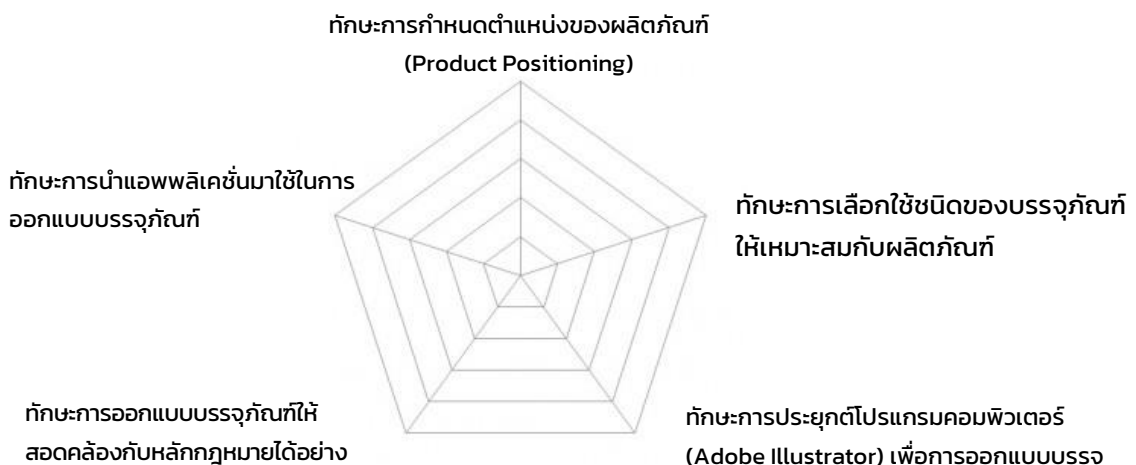 ทักษะการกำหนดตำแหน่งของผลิตภัณฑ์
(Product Positioning)
ทักษะการนำแอพพลิเคชั่นมาใช้ในการ
ออกแบบบรรจุภัณฑ์
ทักษะการเลือกใช้ชนิดของบรรจุภัณฑ์
ให้เหมาะสมกับผลิตภัณฑ์
ทักษะการออกแบบบรรจุภัณฑ์ให้
สอดคล้องกับหลักกฎหมายได้อย่าง
ทักษะการประยุกต์โปรแกรมคอมพิวเตอร์
(Adobe Illustrator) เพื่อการออกแบบบรรจ